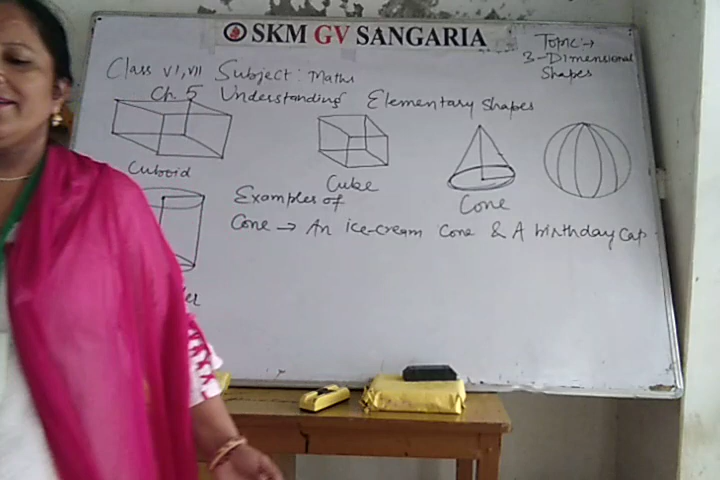 SKM GV SANGARIA
Topic:→
3-Dimensional
Shapes
Class VI, VII Subject: Maths
Ch. 5 Understanding Elementary Shapes
Cuboid
Cube
Cone
Examples of
Cone → An ice-cream cone & A birthday Cap.